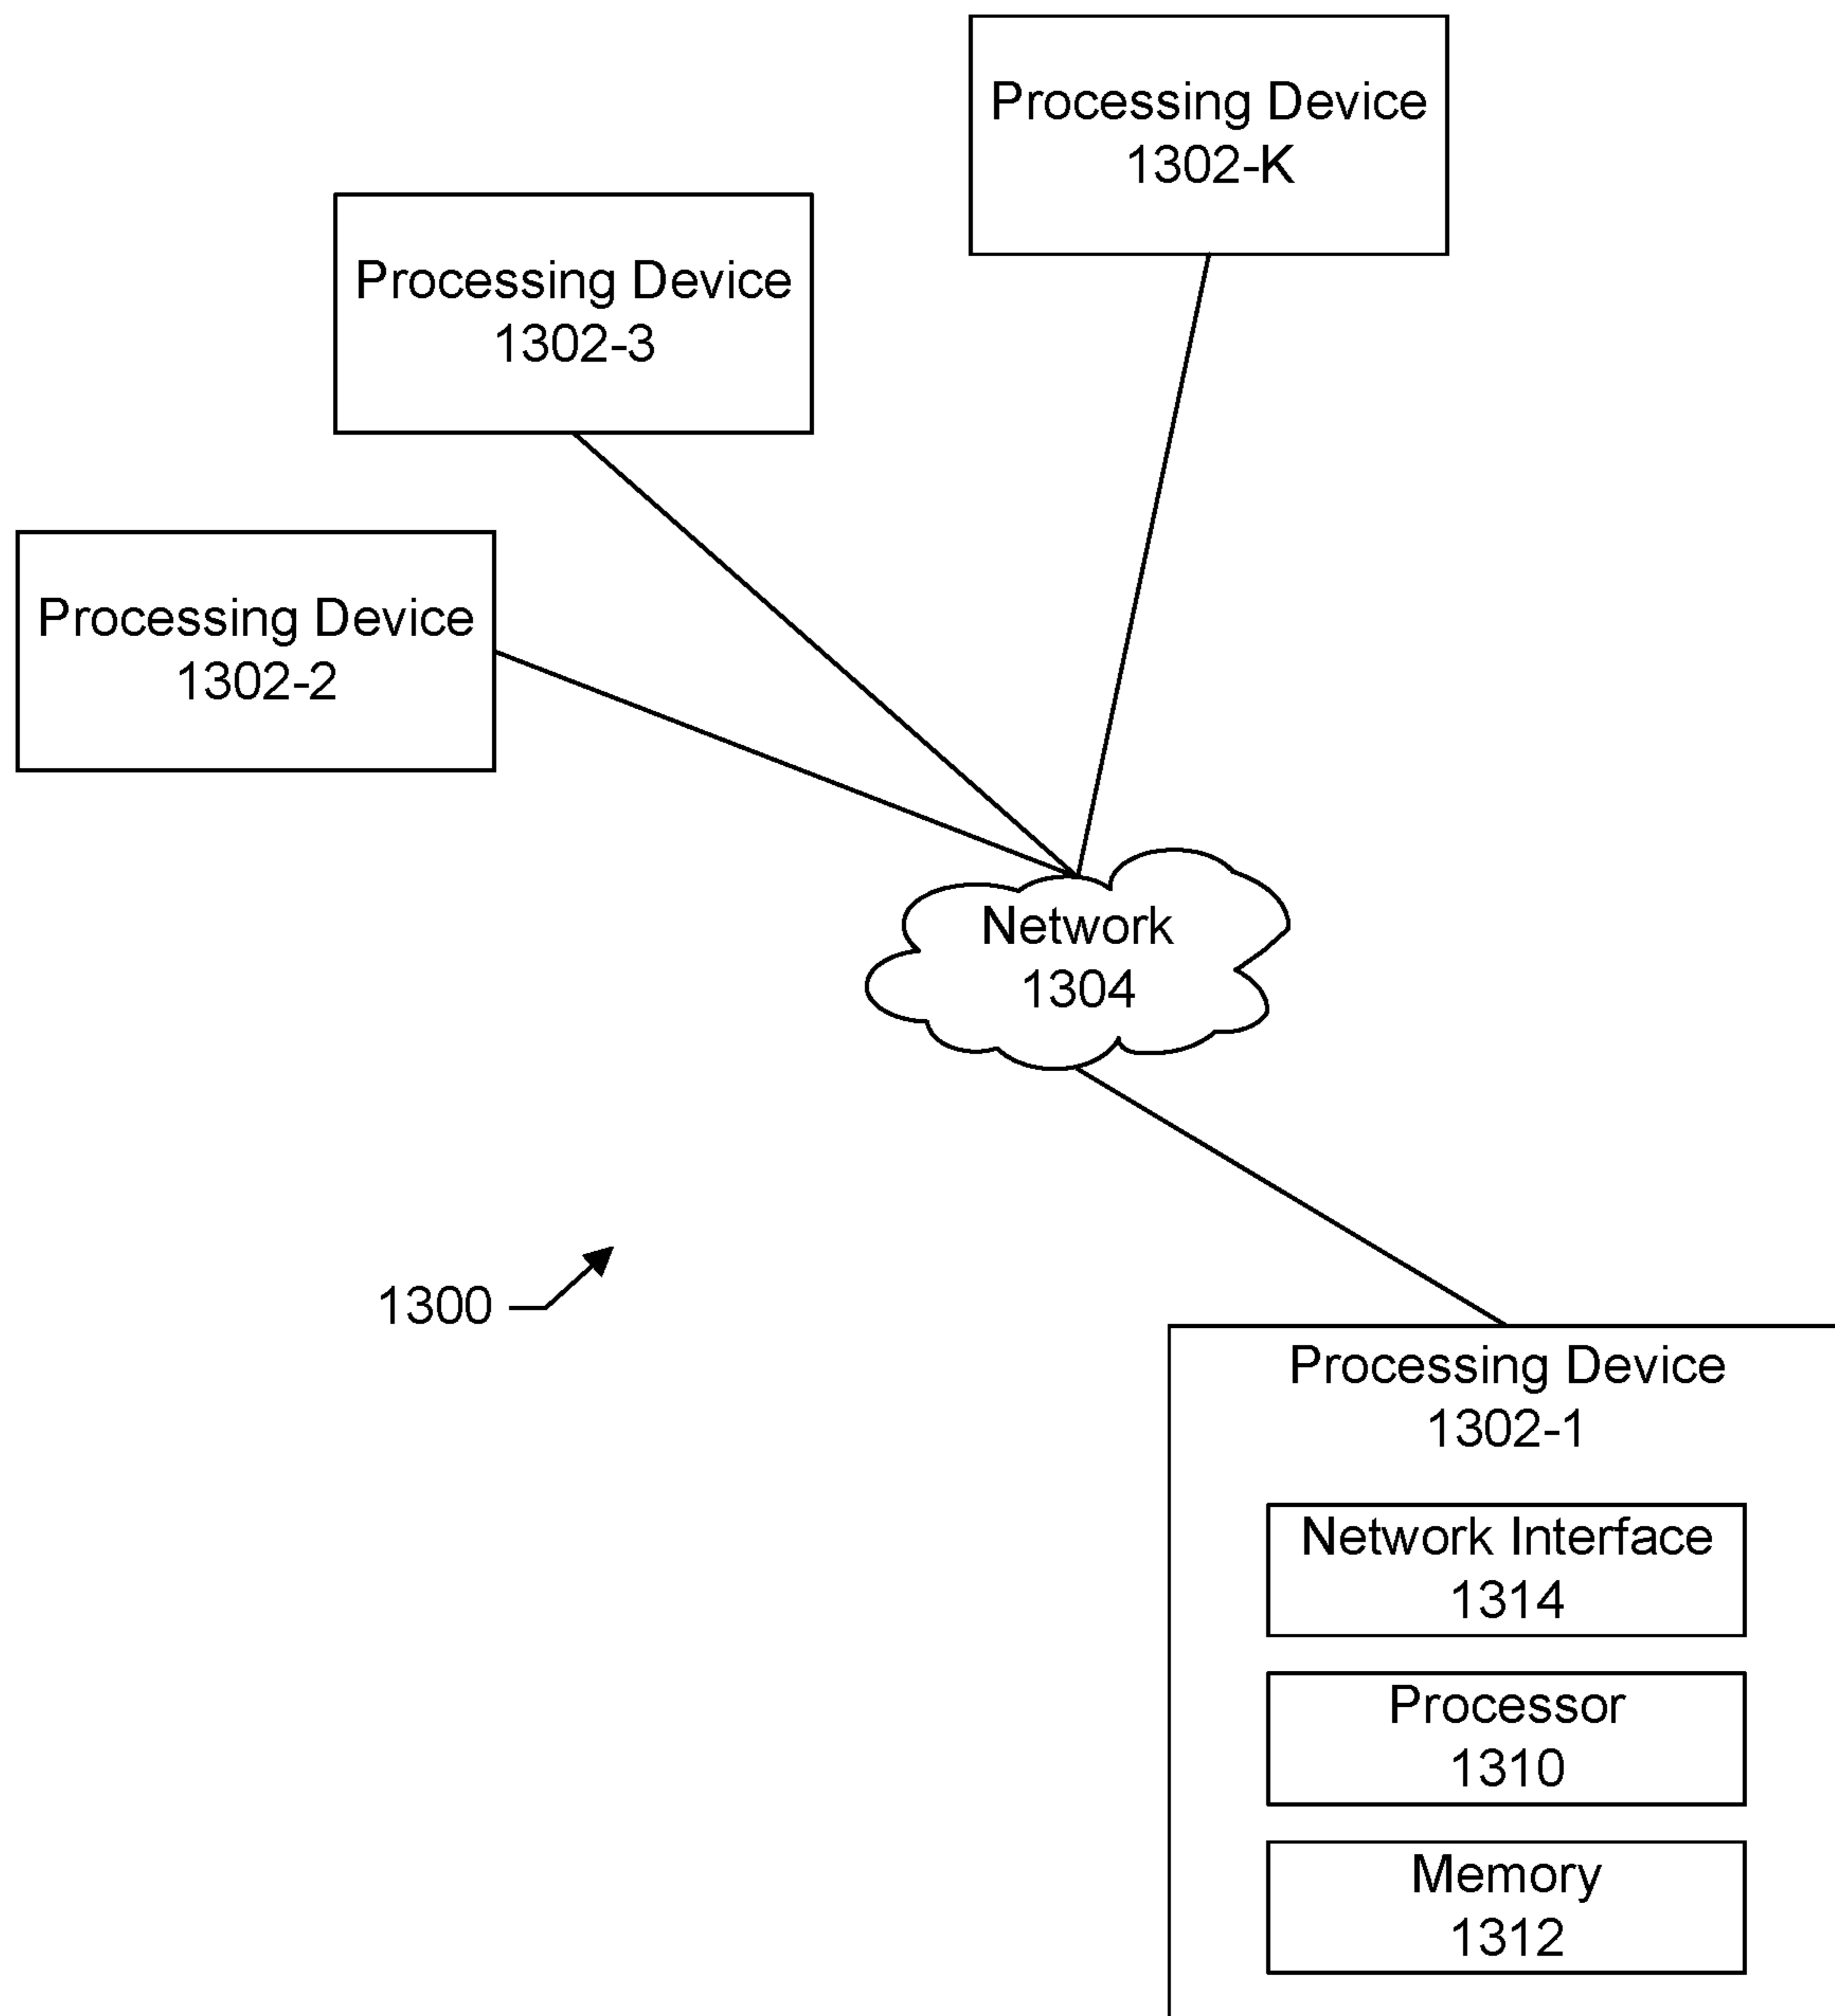 Processing Device
1302-K
Processing Device
1302-3
Processing Device
1302-2
Network
1304
1300
Processing Device
1302-1
Network Interface
1314
Processor
1310
Memory
1312